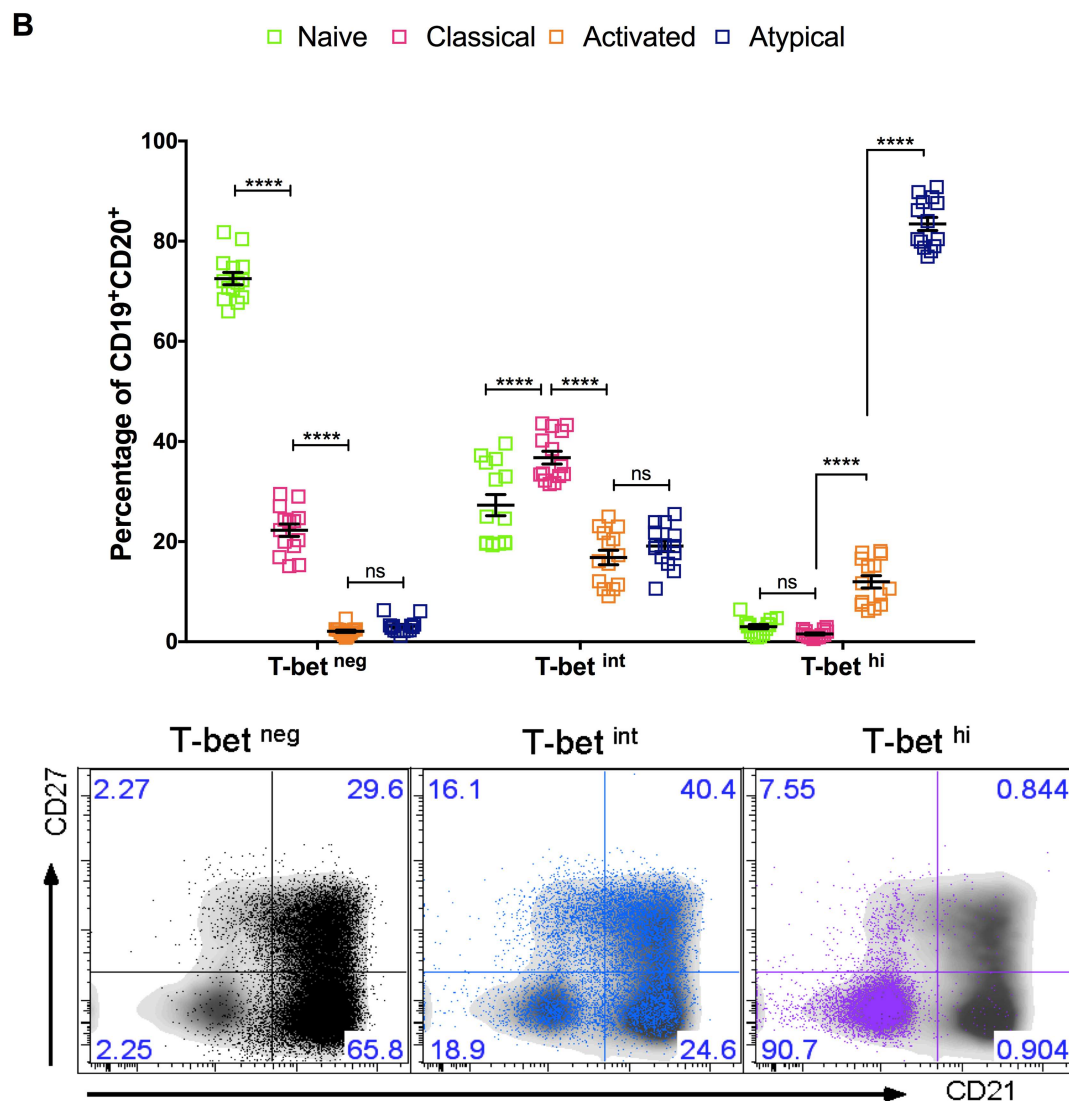 B
Naive Classical Activated Atypical
Percentage of CD19⁺CD20⁺
100
80
60
40
20
0
****
****
ns
****
****
ns
ns
****
****
T-bet neg T-bet int T-bet hi
T-bet neg T-bet int T-bet hi
CD27
2.27 29.6 16.1 40.4 7.55 0.844
2.25 65.8 18.9 24.6 90.7 0.904
CD21